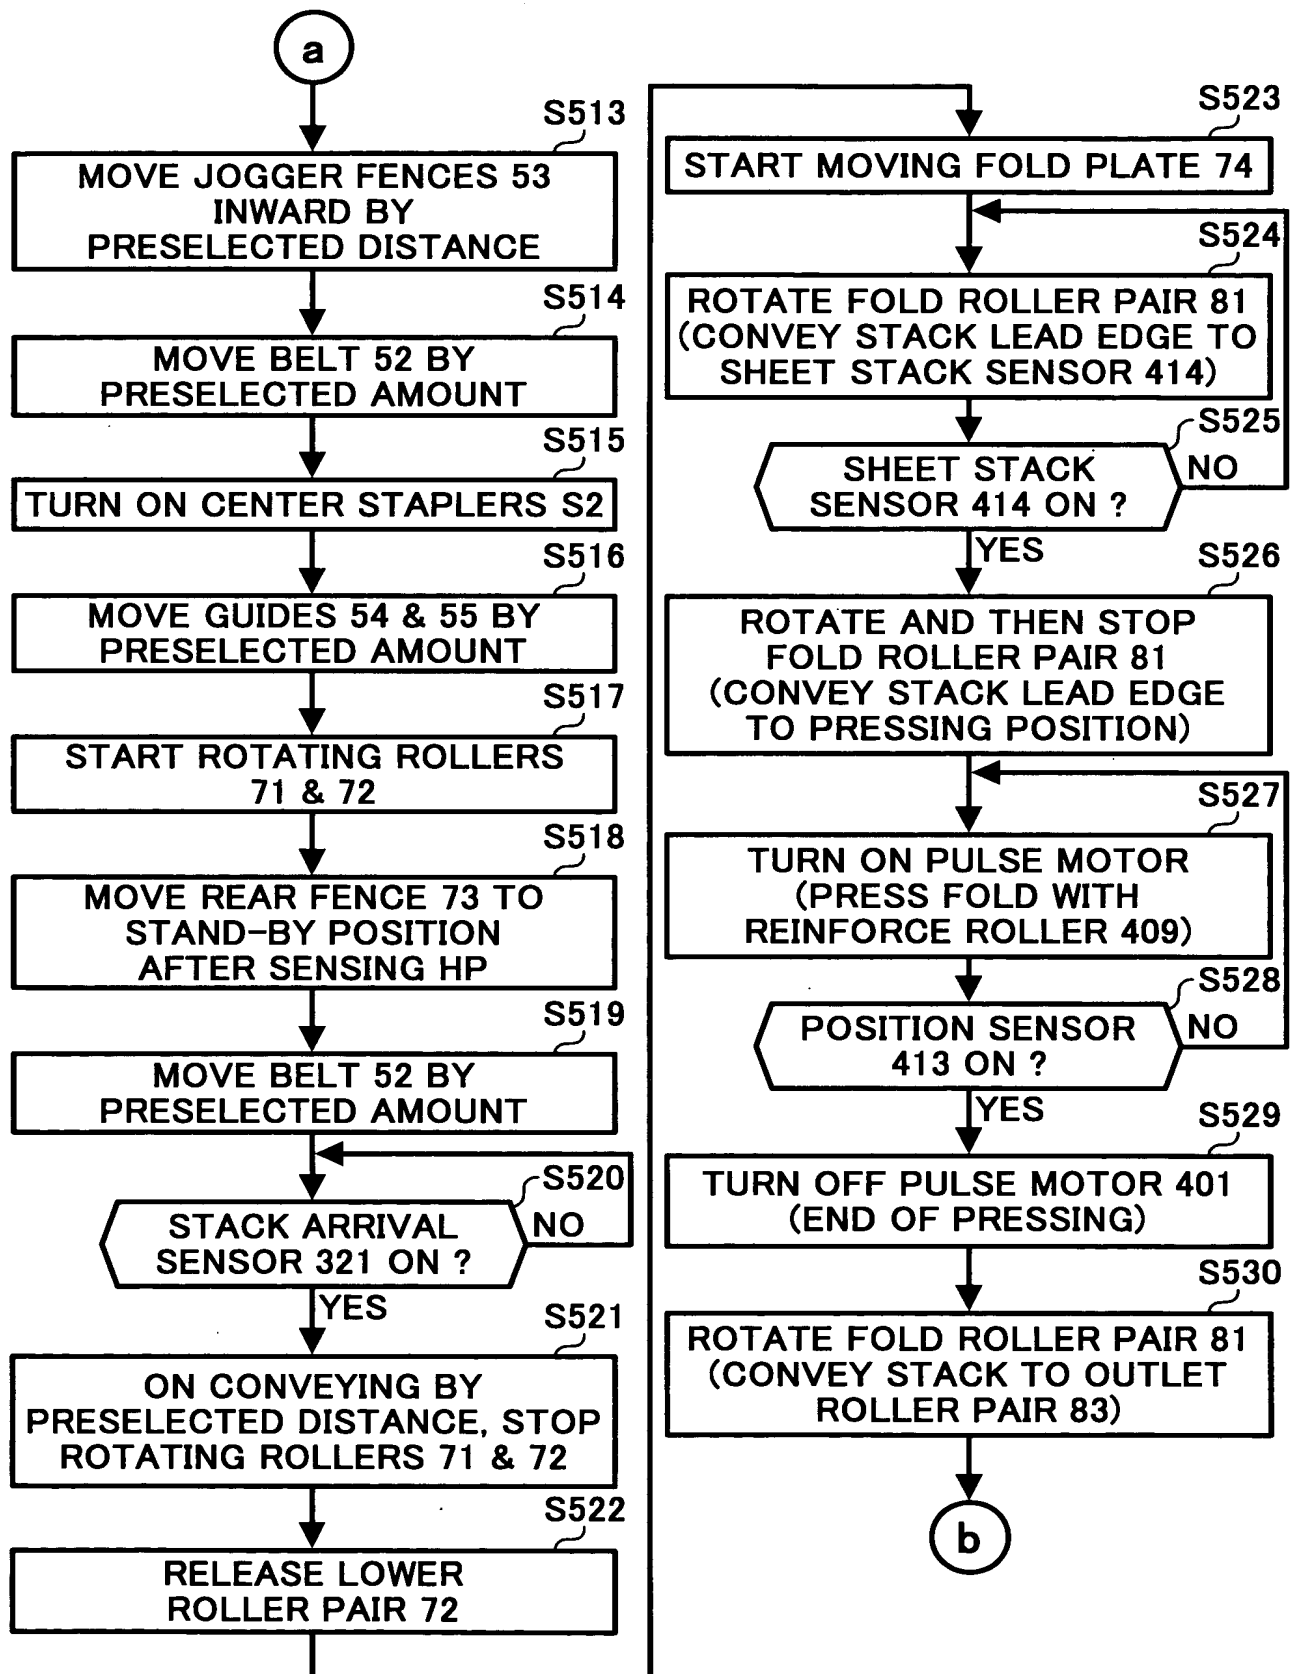 a
S513
MOVE JOGGER FENCES 53
INWARD BY
PRESELECTED DISTANCE
S514
MOVE BELT 52 BY
PRESELECTED AMOUNT
S515
TURN ON CENTER STAPLERS S2
S516
MOVE GUIDES 54 & 55 BY
PRESELECTED AMOUNT
S517
START ROTATING ROLLERS
71 & 72
S518
MOVE REAR FENCE 73 TO
STAND-BY POSITION
AFTER SENSING HP
S519
MOVE BELT 52 BY
PRESELECTED AMOUNT
S520
STACK ARRIVAL
SENSOR 321 ON ?
NO
YES
S521
ON CONVEYING BY
PRESELECTED DISTANCE, STOP
ROTATING ROLLERS 71 & 72
S522
RELEASE LOWER
ROLLER PAIR 72
S523
START MOVING FOLD PLATE 74
S524
ROTATE FOLD ROLLER PAIR 81
(CONVEY STACK LEAD EDGE TO
SHEET STACK SENSOR 414)
S525
SHEET STACK
SENSOR 414 ON ?
NO
YES
S526
ROTATE AND THEN STOP
FOLD ROLLER PAIR 81
(CONVEY STACK LEAD EDGE
TO PRESSING POSITION)
S527
TURN ON PULSE MOTOR
(PRESS FOLD WITH
REINFORCE ROLLER 409)
S528
POSITION SENSOR
413 ON ?
NO
YES
S529
TURN OFF PULSE MOTOR 401
(END OF PRESSING)
S530
ROTATE FOLD ROLLER PAIR 81
(CONVEY STACK TO OUTLET
ROLLER PAIR 83)
b